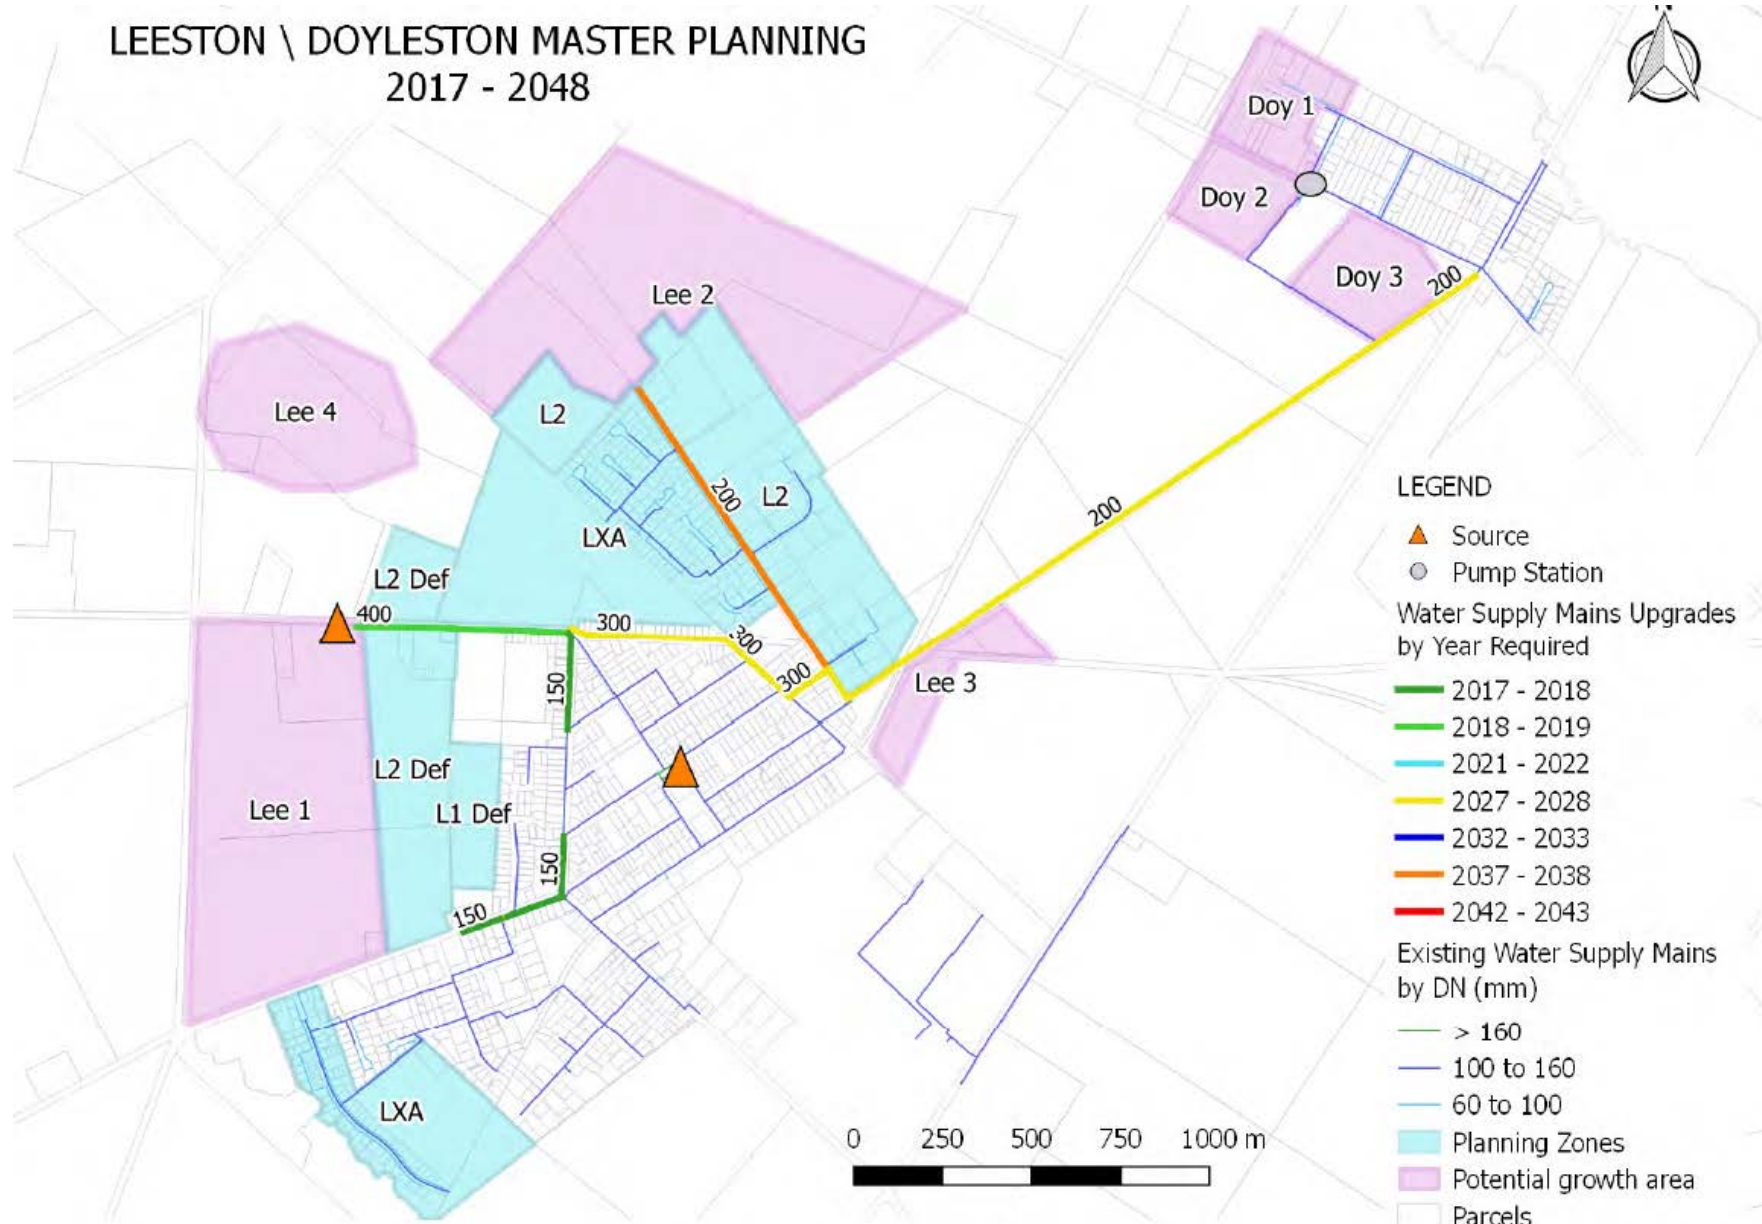 LEESTON \ DOYLESTON MASTER PLANNING
2017 - 2048
N
Doy 1
Doy 2
Doy 3
200
Lee 2
Lee 4
L2
200
L2
200
LXA
L2 Def
400
300
300
300
150
Lee 3
L2 Def
L1 Def
Lee 1
150
150
LXA
0 250 500 750 1000 m
LEGEND
Source
Pump Station
Water Supply Mains Upgrades
by Year Required
2017 - 2018
2018 - 2019
2021 - 2022
2027 - 2028
2032 - 2033
2037 - 2038
2042 - 2043
Existing Water Supply Mains
by DN (mm)
> 160
100 to 160
60 to 100
Planning Zones
Potential growth area
Parcels